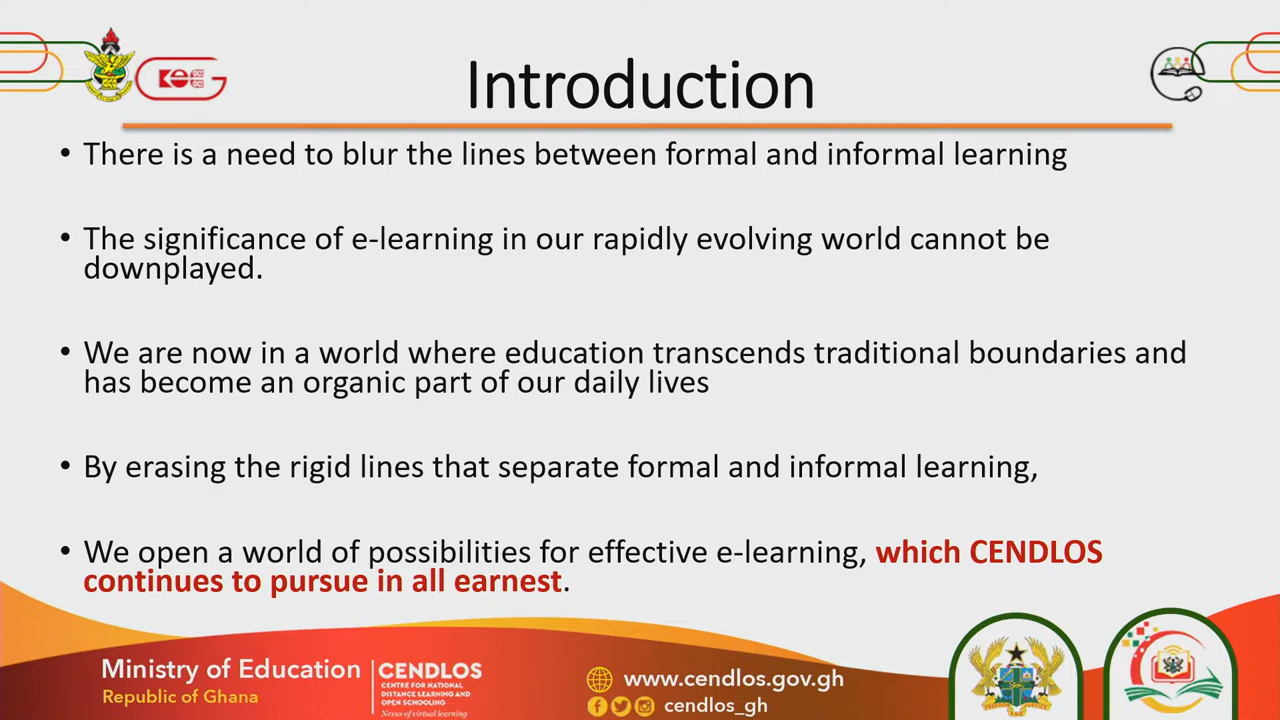 Introduction
• There is a need to blur the lines between formal and informal learning
• The significance of e-learning in our rapidly evolving world cannot be
downplayed.
• We are now in a world where education transcends traditional boundaries and
has become an organic part of our daily lives
• By erasing the rigid lines that separate formal and informal learning,
• We open a world of possibilities for effective e-learning, which CENDLOS
continues to pursue in all earnest.
Ministry of Education
Republic of Ghana
CENDLOS
CENTRE FOR NATIONAL
DISTANCE LEARNING AND
OPEN SCHOOLING
Nexus of virtual learning
www.cendlos.gov.gh
cendlos_gh